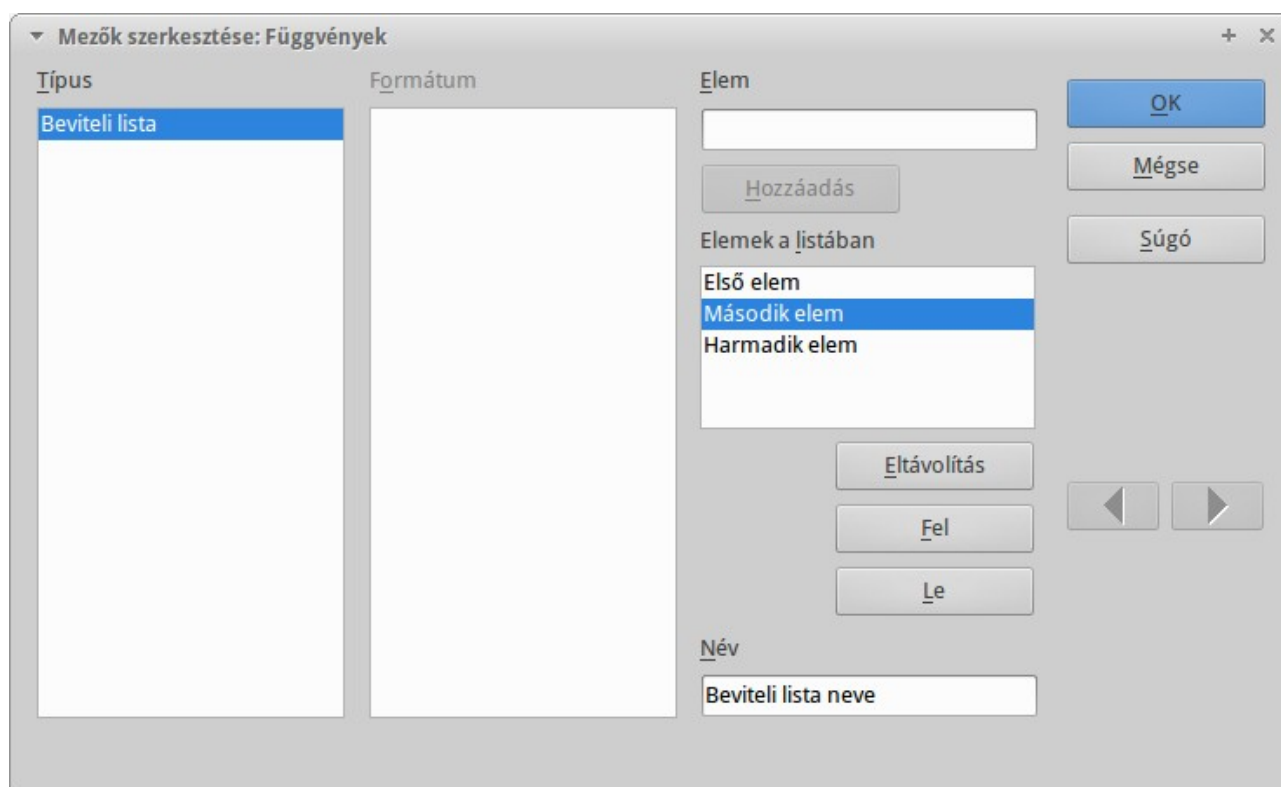 Mezők szerkesztése: Függvények
Típus
Beviteli lista
Formátum
Elem
Hozzáadás
Elemek a listában
Első elem
Második elem
Harmadik elem
Eltávolítás
Fel
Le
Név
Beviteli lista neve
OK
Mégse
Súgó